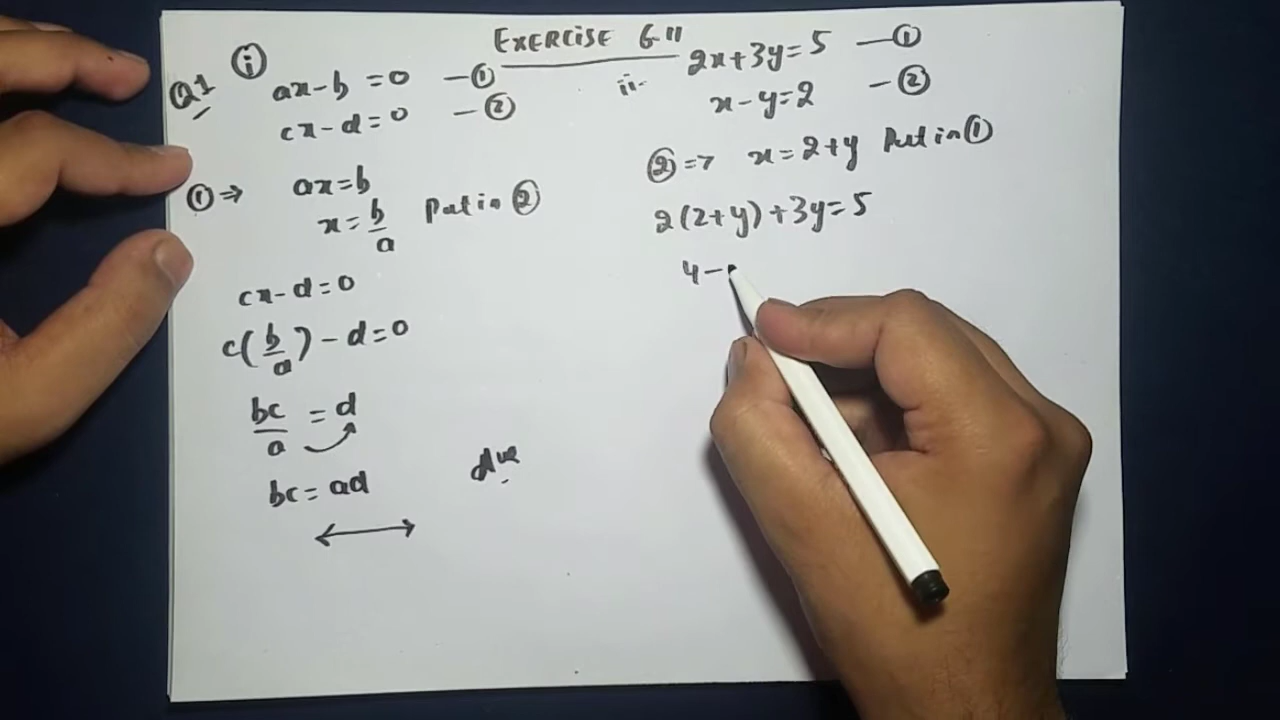 EXERCISE 6.11
Q1 (i) ax-b=0 —①
cx-d=0 —②
①⇒ ax=b
x=b/a Put in ②
cx-d=0
c(b/a)-d=0
bc/a=d
bc=ad
ii- 2x+3y=5 —①
x-y=2 —②
②=> x=2+y Put in ①
2(2+y)+3y=5
4-